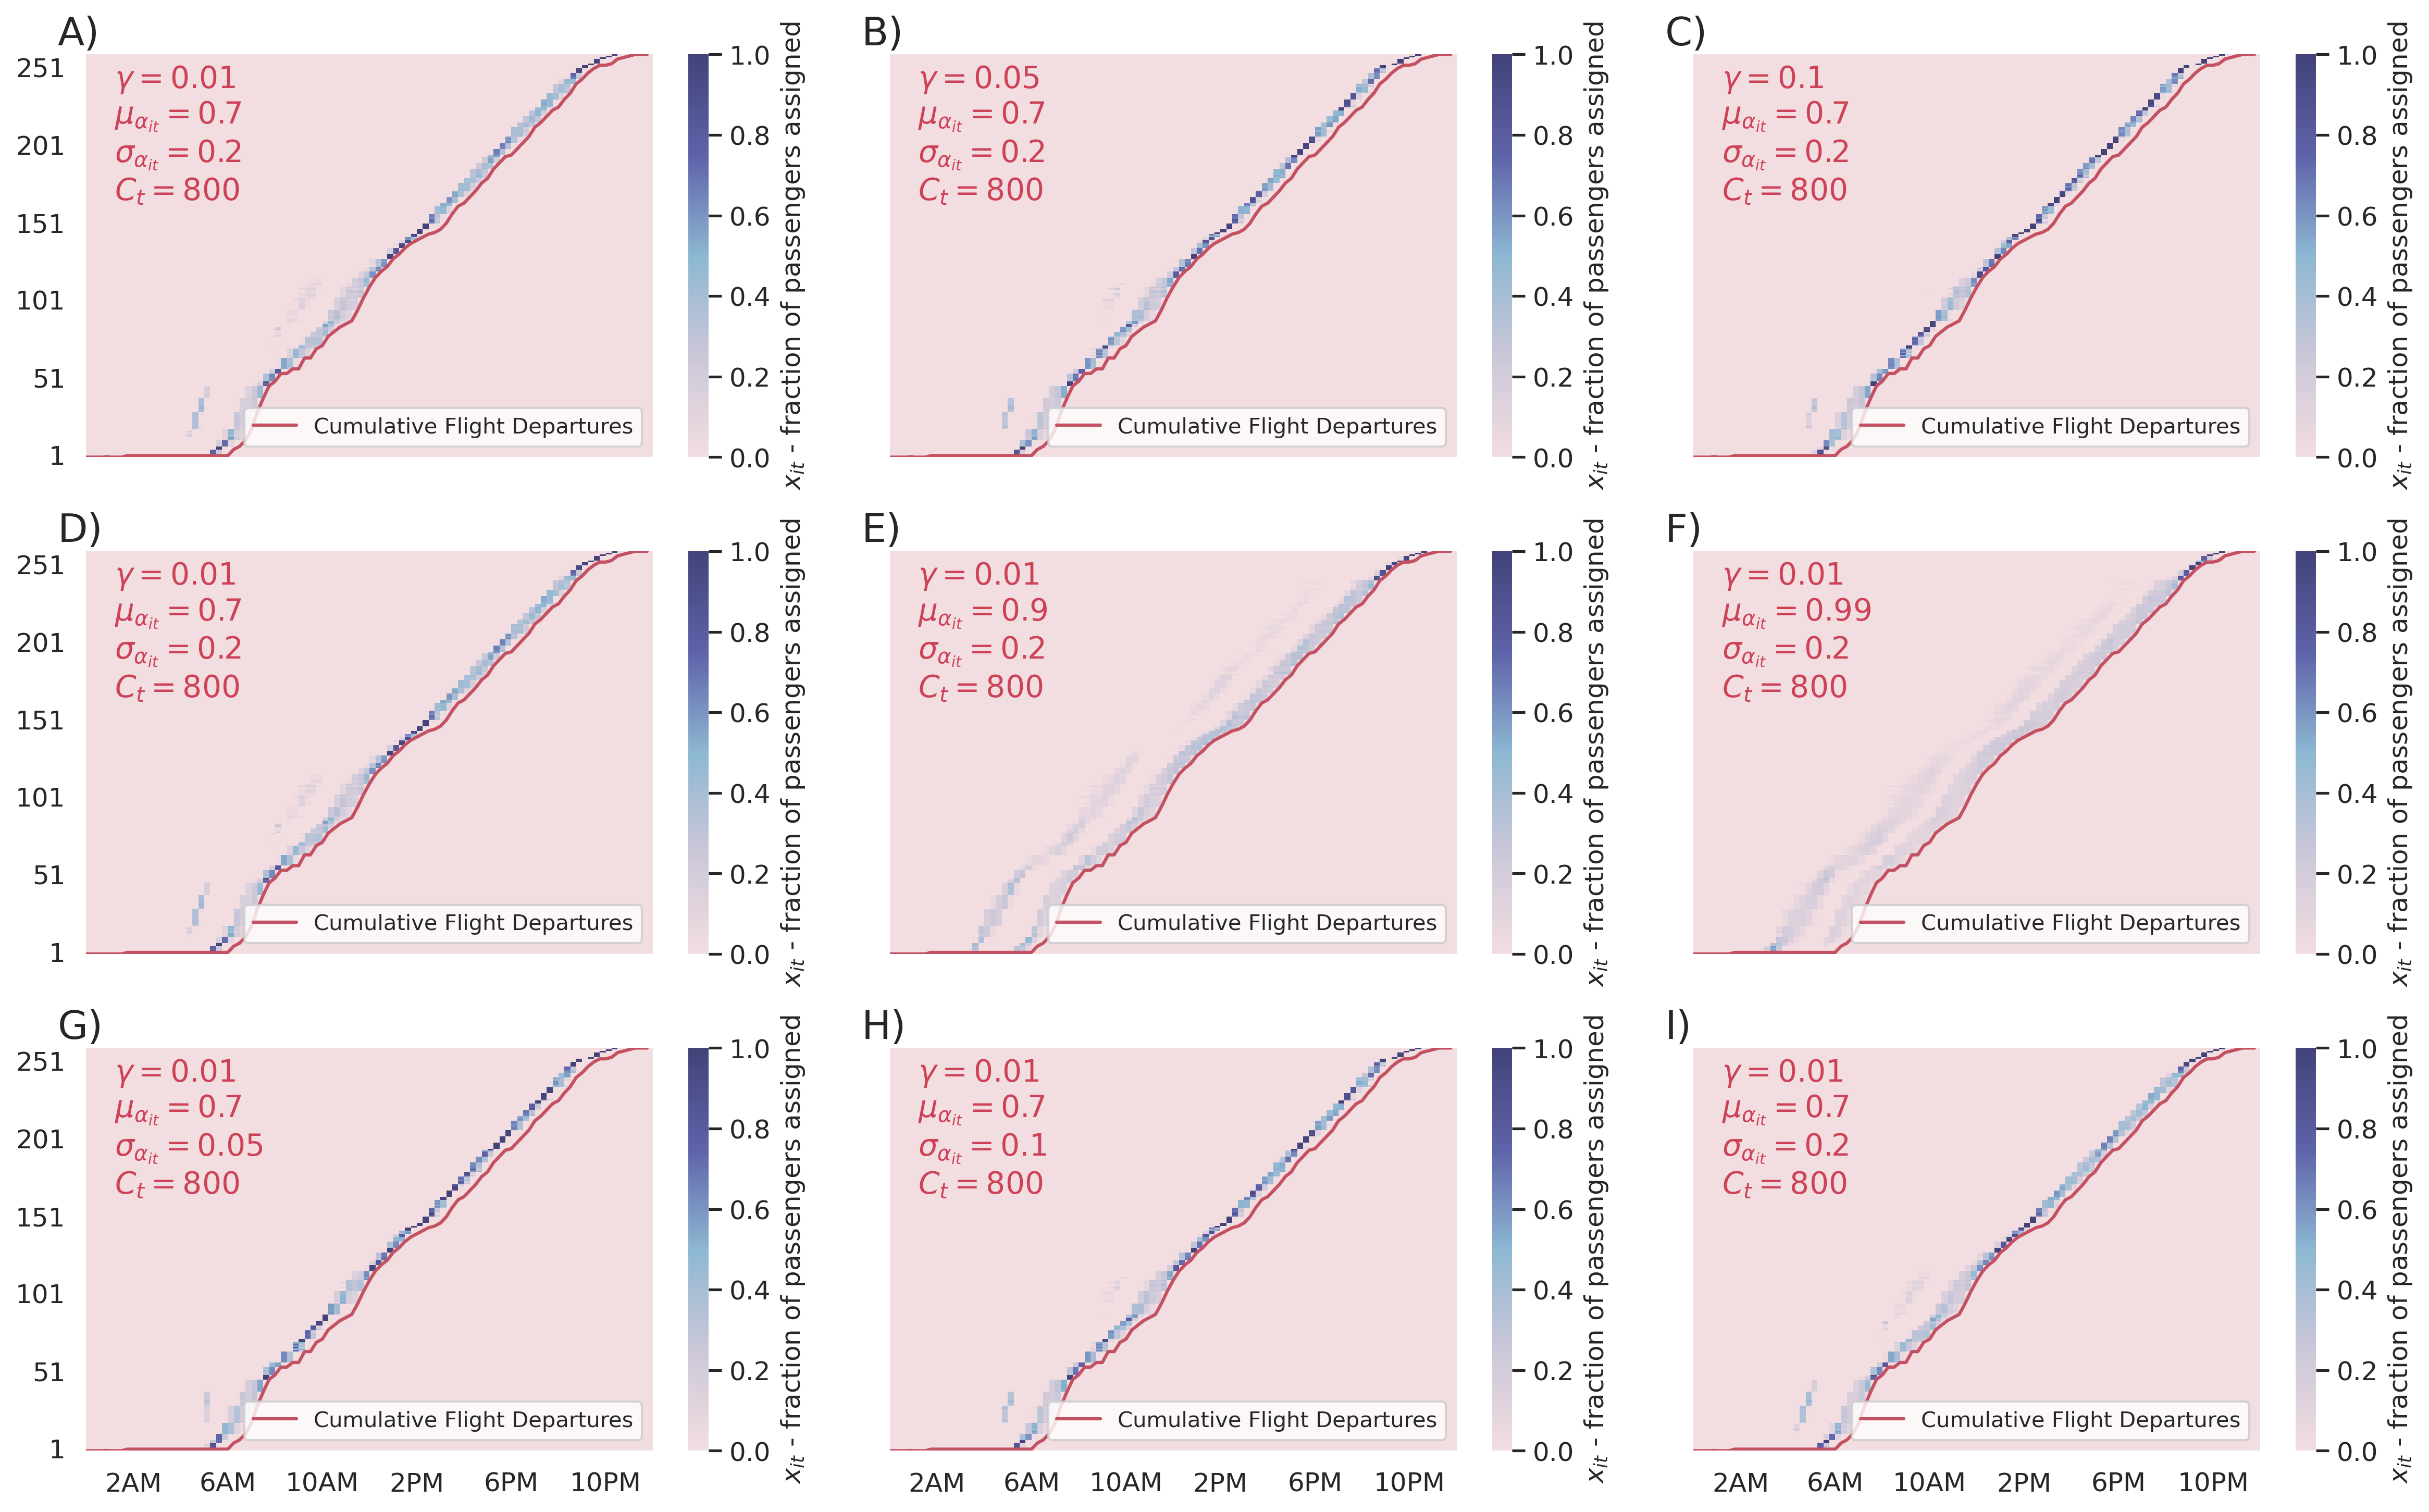 A)
γ = 0.01
μ_{α_{it}} = 0.7
σ_{α_{it}} = 0.2
C_t = 800
251
201
151
101
51
1
Cumulative Flight Departures
1.0
0.8
0.6
0.4
0.2
0.0
x_{it} - fraction of passengers assigned
B)
γ = 0.05
μ_{α_{it}} = 0.7
σ_{α_{it}} = 0.2
C_t = 800
Cumulative Flight Departures
1.0
0.8
0.6
0.4
0.2
0.0
x_{it} - fraction of passengers assigned
C)
γ = 0.1
μ_{α_{it}} = 0.7
σ_{α_{it}} = 0.2
C_t = 800
Cumulative Flight Departures
1.0
0.8
0.6
0.4
0.2
0.0
x_{it} - fraction of passengers assigned
D)
γ = 0.01
μ_{α_{it}} = 0.7
σ_{α_{it}} = 0.2
C_t = 800
251
201
151
101
51
1
Cumulative Flight Departures
1.0
0.8
0.6
0.4
0.2
0.0
x_{it} - fraction of passengers assigned
E)
γ = 0.01
μ_{α_{it}} = 0.9
σ_{α_{it}} = 0.2
C_t = 800
Cumulative Flight Departures
1.0
0.8
0.6
0.4
0.2
0.0
x_{it} - fraction of passengers assigned
F)
γ = 0.01
μ_{α_{it}} = 0.99
σ_{α_{it}} = 0.2
C_t = 800
Cumulative Flight Departures
1.0
0.8
0.6
0.4
0.2
0.0
x_{it} - fraction of passengers assigned
G)
γ = 0.01
μ_{α_{it}} = 0.7
σ_{α_{it}} = 0.05
C_t = 800
251
201
151
101
51
1
Cumulative Flight Departures
2AM 6AM 10AM 2PM 6PM 10PM
1.0
0.8
0.6
0.4
0.2
0.0
x_{it} - fraction of passengers assigned
H)
γ = 0.01
μ_{α_{it}} = 0.7
σ_{α_{it}} = 0.1
C_t = 800
Cumulative Flight Departures
2AM 6AM 10AM 2PM 6PM 10PM
1.0
0.8
0.6
0.4
0.2
0.0
x_{it} - fraction of passengers assigned
I)
γ = 0.01
μ_{α_{it}} = 0.7
σ_{α_{it}} = 0.2
C_t = 800
Cumulative Flight Departures
2AM 6AM 10AM 2PM 6PM 10PM
1.0
0.8
0.6
0.4
0.2
0.0
x_{it} - fraction of passengers assigned